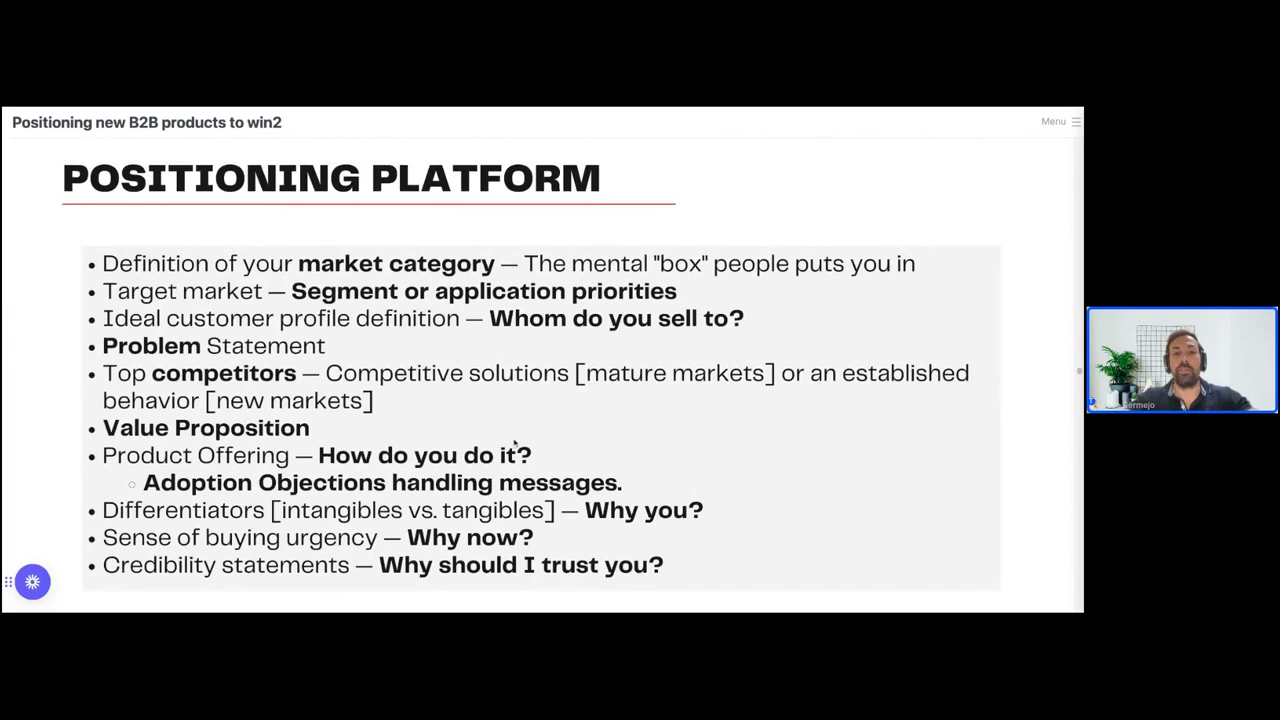 Positioning new B2B products to win2
Menu
POSITIONING PLATFORM
• Definition of your market category — The mental "box" people puts you in
• Target market — Segment or application priorities
• Ideal customer profile definition — Whom do you sell to?
• Problem Statement
• Top competitors — Competitive solutions [mature markets] or an established
behavior [new markets]
• Value Proposition
• Product Offering — How do you do it?
○ Adoption Objections handling messages.
• Differentiators [intangibles vs. tangibles] — Why you?
• Sense of buying urgency — Why now?
• Credibility statements — Why should I trust you?
Bermejo